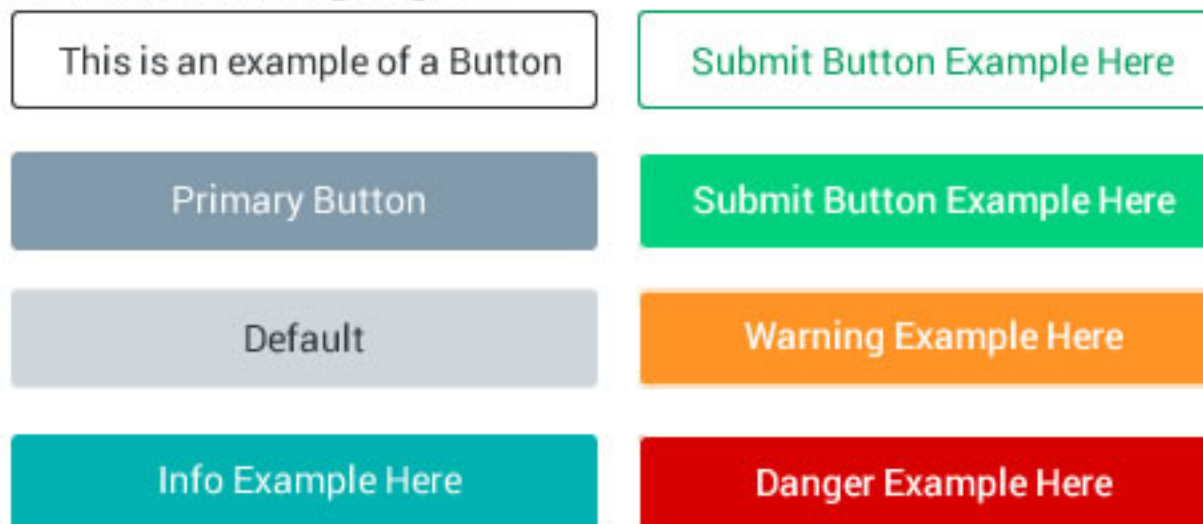 This is an example of a Button
Submit Button Example Here
Primary Button
Submit Button Example Here
Default
Warning Example Here
Info Example Here
Danger Example Here